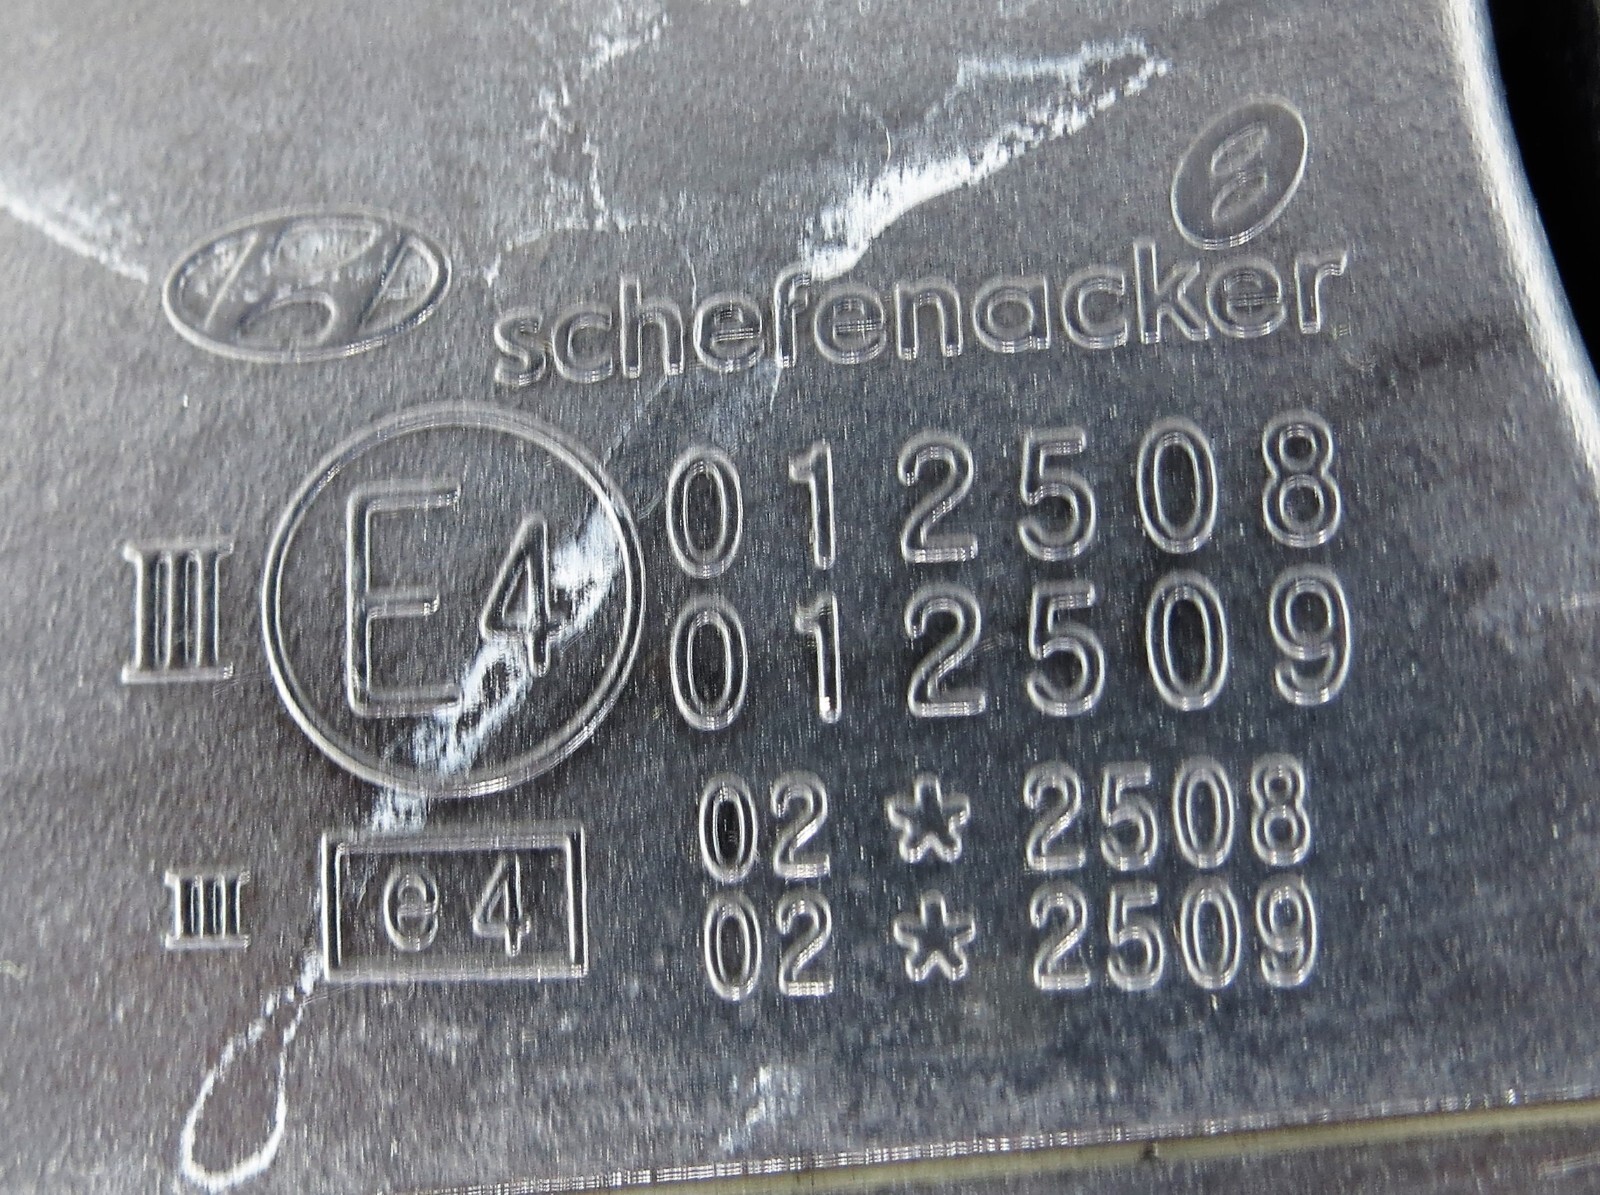 schefenacker
III E4 012508
012509
02*2508
III e4 02*2509